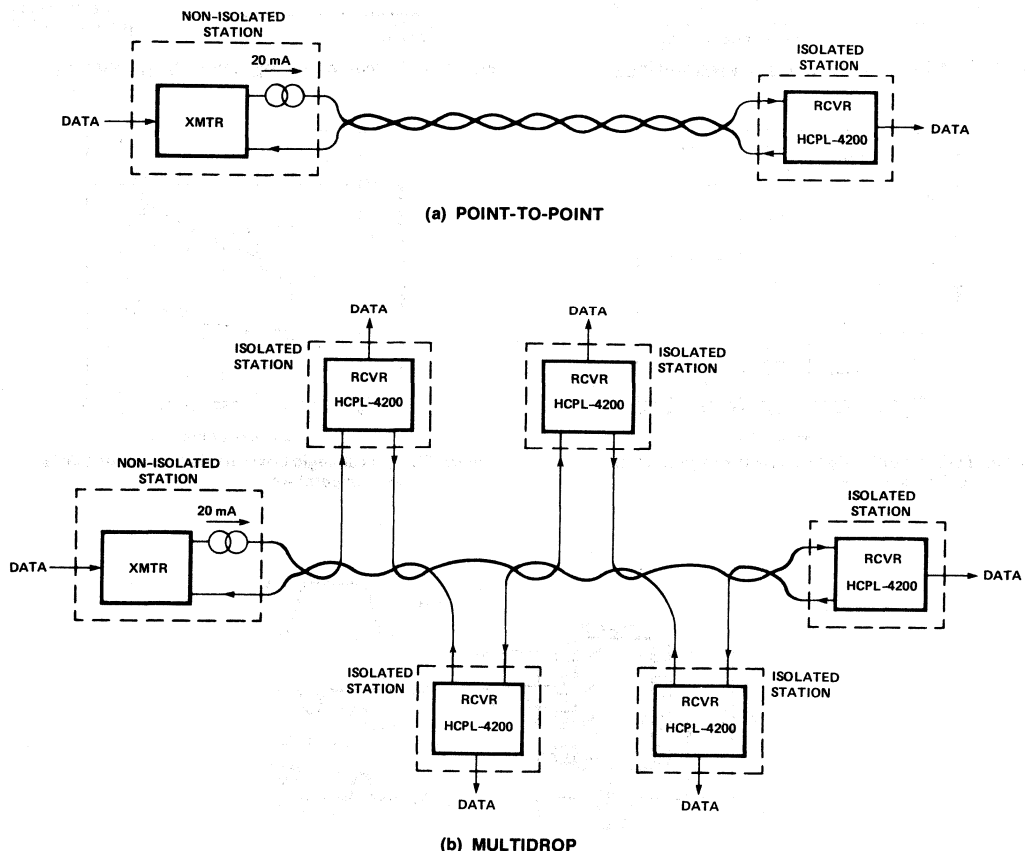 NON-ISOLATED
STATION
20 mA
DATA
XMTR
ISOLATED
STATION
RCVR
HCPL-4200
DATA
(a) POINT-TO-POINT
DATA
ISOLATED
STATION
RCVR
HCPL-4200
DATA
ISOLATED
STATION
RCVR
HCPL-4200
NON-ISOLATED
STATION
20 mA
DATA
XMTR
ISOLATED
STATION
RCVR
HCPL-4200
DATA
ISOLATED
STATION
RCVR
HCPL-4200
DATA
ISOLATED
STATION
RCVR
HCPL-4200
DATA
(b) MULTIDROP